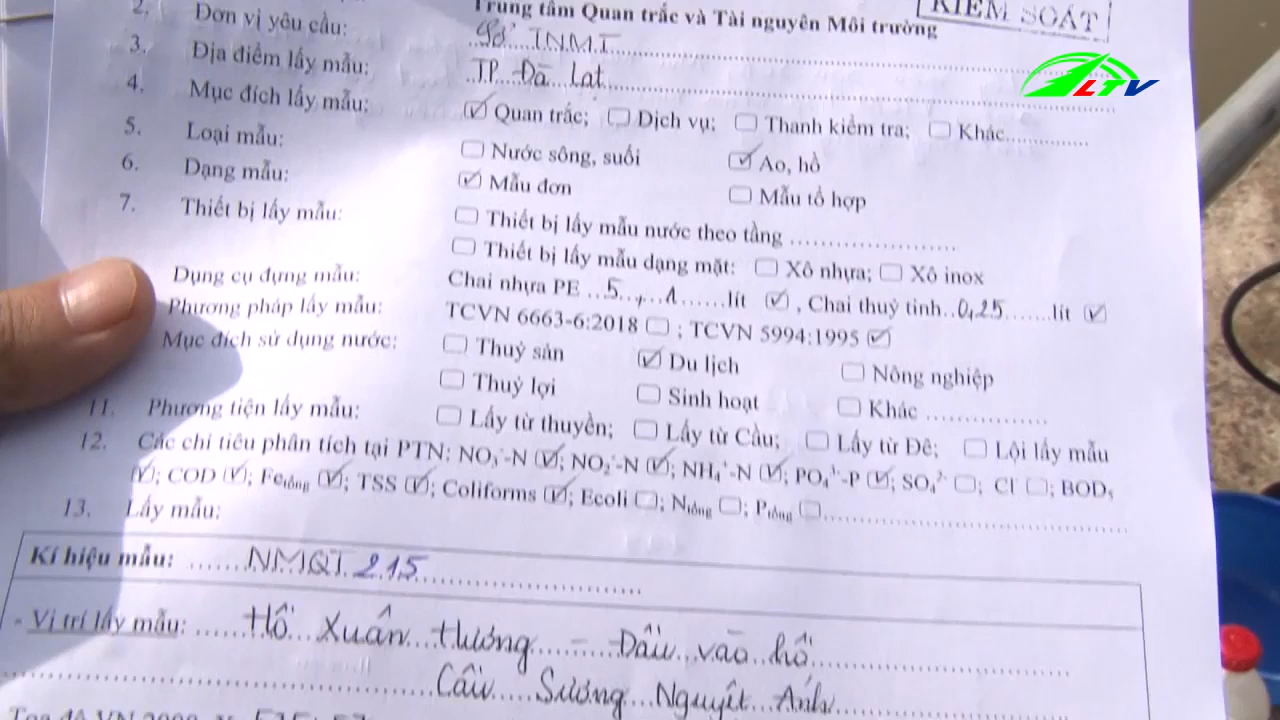 Trung tâm Quan trắc và Tài nguyên Môi trường
KIỂM SOÁT
2. Đơn vị yêu cầu: Sở TNMT
3. Địa điểm lấy mẫu: TP Đà Lạt
LTV
4. Mục đích lấy mẫu: Quan trắc; Dịch vụ; Thanh kiểm tra; Khác
5. Loại mẫu: Nước sông, suối Ao, hồ
6. Dạng mẫu: Mẫu đơn Mẫu tổ hợp
7. Thiết bị lấy mẫu: Thiết bị lấy mẫu nước theo tầng
Thiết bị lấy mẫu dạng mặt: Xô nhựa; Xô inox
Dụng cụ đựng mẫu: Chai nhựa PE 5, 1 lít, Chai thuỷ tinh 0,25 lít
Phương pháp lấy mẫu: TCVN 6663-6:2018; TCVN 5994:1995
Mục đích sử dụng nước: Thuỷ sản Du lịch Nông nghiệp
Thuỷ lợi Sinh hoạt Khác
11. Phương tiện lấy mẫu: Lấy từ thuyền; Lấy từ Cầu; Lấy từ Đê; Lội lấy mẫu
12. Các chỉ tiêu phân tích tại PTN: NO₃⁻-N; NO₂⁻-N; NH₄⁺-N; PO₄³⁻-P; SO₄²⁻; Cl⁻; BOD₅
; COD; Fe tổng; TSS; Coliforms; Ecoli; N tổng; P tổng
13. Lấy mẫu:
Kí hiệu mẫu: NMQT 215
- Vị trí lấy mẫu: Hồ Xuân Hương - Đầu vào hồ
Cầu Sương Nguyệt Ánh